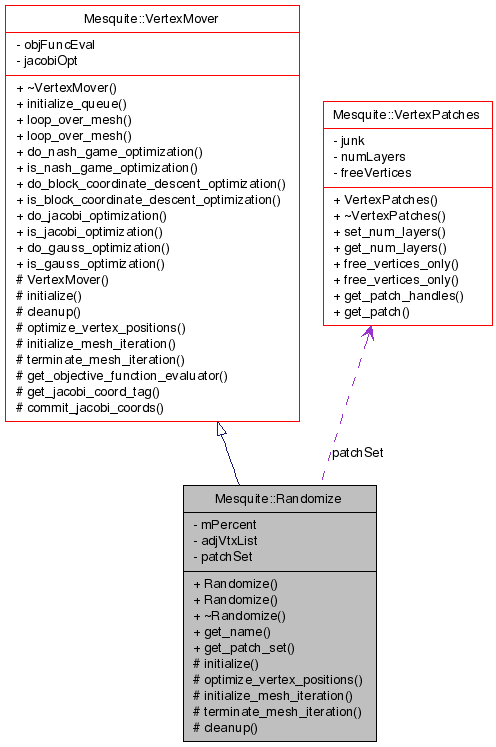 Mesquite::VertexMover
- objFuncEval
- jacobiOpt
+ ~VertexMover()
+ initialize_queue()
+ loop_over_mesh()
+ loop_over_mesh()
+ do_nash_game_optimization()
+ is_nash_game_optimization()
+ do_block_coordinate_descent_optimization()
+ is_block_coordinate_descent_optimization()
+ do_jacobi_optimization()
+ is_jacobi_optimization()
+ do_gauss_optimization()
+ is_gauss_optimization()
# VertexMover()
# initialize()
# cleanup()
# optimize_vertex_positions()
# initialize_mesh_iteration()
# terminate_mesh_iteration()
# get_objective_function_evaluator()
# get_jacobi_coord_tag()
# commit_jacobi_coords()
Mesquite::VertexPatches
- junk
- numLayers
- freeVertices
+ VertexPatches()
+ ~VertexPatches()
+ set_num_layers()
+ get_num_layers()
+ free_vertices_only()
+ free_vertices_only()
+ get_patch_handles()
+ get_patch()
patchSet
Mesquite::Randomize
- mPercent
- adjVtxList
- patchSet
+ Randomize()
+ Randomize()
+ ~Randomize()
+ get_name()
+ get_patch_set()
# initialize()
# optimize_vertex_positions()
# initialize_mesh_iteration()
# terminate_mesh_iteration()
# cleanup()